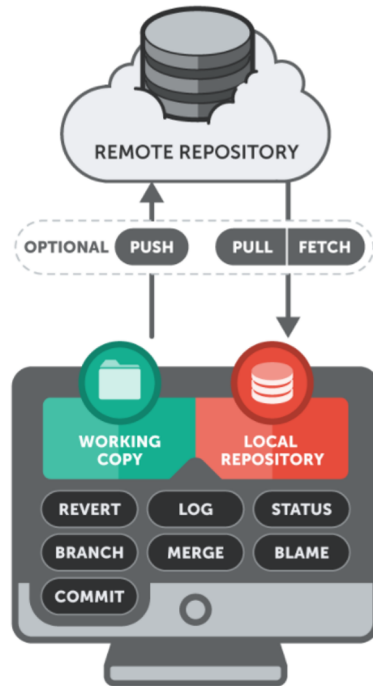 REMOTE REPOSITORY
OPTIONAL PUSH PULL FETCH
WORKING COPY
LOCAL REPOSITORY
REVERT LOG STATUS
BRANCH MERGE BLAME
COMMIT